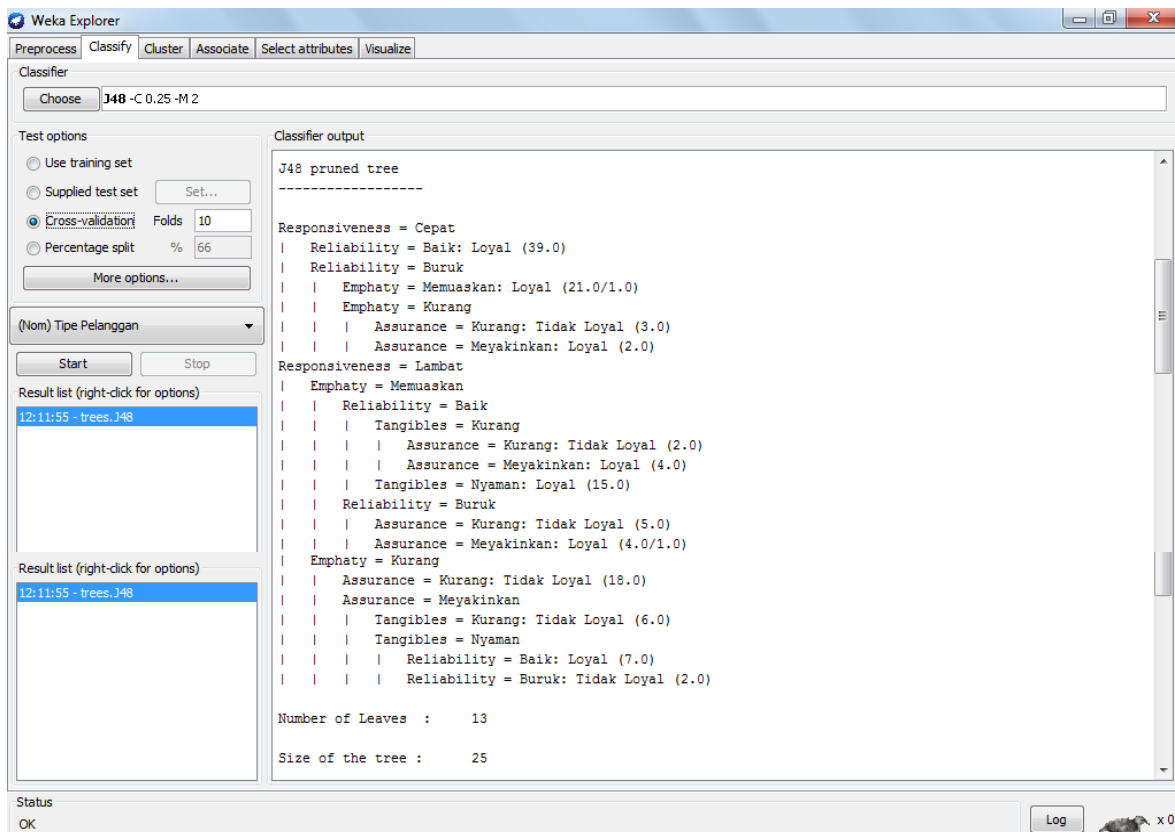 Weka Explorer
Preprocess Classify Cluster Associate Select attributes Visualize
Classifier
Choose J48 -C 0.25 -M 2
Test options
Use training set
Supplied test set Set...
Cross-validation Folds 10
Percentage split % 66
More options...
(Nom) Tipe Pelanggan
Start Stop
Result list (right-click for options)
12:11:55 - trees.J48
Result list (right-click for options)
12:11:55 - trees.J48
Classifier output
J48 pruned tree
------------------
Responsiveness = Cepat
|   Reliability = Baik: Loyal (39.0)
|   Reliability = Buruk
|   |   Emphaty = Memuaskan: Loyal (21.0/1.0)
|   |   Emphaty = Kurang
|   |   |   Assurance = Kurang: Tidak Loyal (3.0)
|   |   |   Assurance = Meyakinkan: Loyal (2.0)
Responsiveness = Lambat
|   Emphaty = Memuaskan
|   |   Reliability = Baik
|   |   |   Tangibles = Kurang
|   |   |   |   Assurance = Kurang: Tidak Loyal (2.0)
|   |   |   |   Assurance = Meyakinkan: Loyal (4.0)
|   |   |   Tangibles = Nyaman: Loyal (15.0)
|   |   Reliability = Buruk
|   |   |   Assurance = Kurang: Tidak Loyal (5.0)
|   |   |   Assurance = Meyakinkan: Loyal (4.0/1.0)
|   Emphaty = Kurang
|   |   Assurance = Kurang: Tidak Loyal (18.0)
|   |   Assurance = Meyakinkan
|   |   |   Tangibles = Kurang: Tidak Loyal (6.0)
|   |   |   Tangibles = Nyaman
|   |   |   |   Reliability = Baik: Loyal (7.0)
|   |   |   |   Reliability = Buruk: Tidak Loyal (2.0)
Number of Leaves  :     13
Size of the tree :      25
Status
OK
Log
x 0